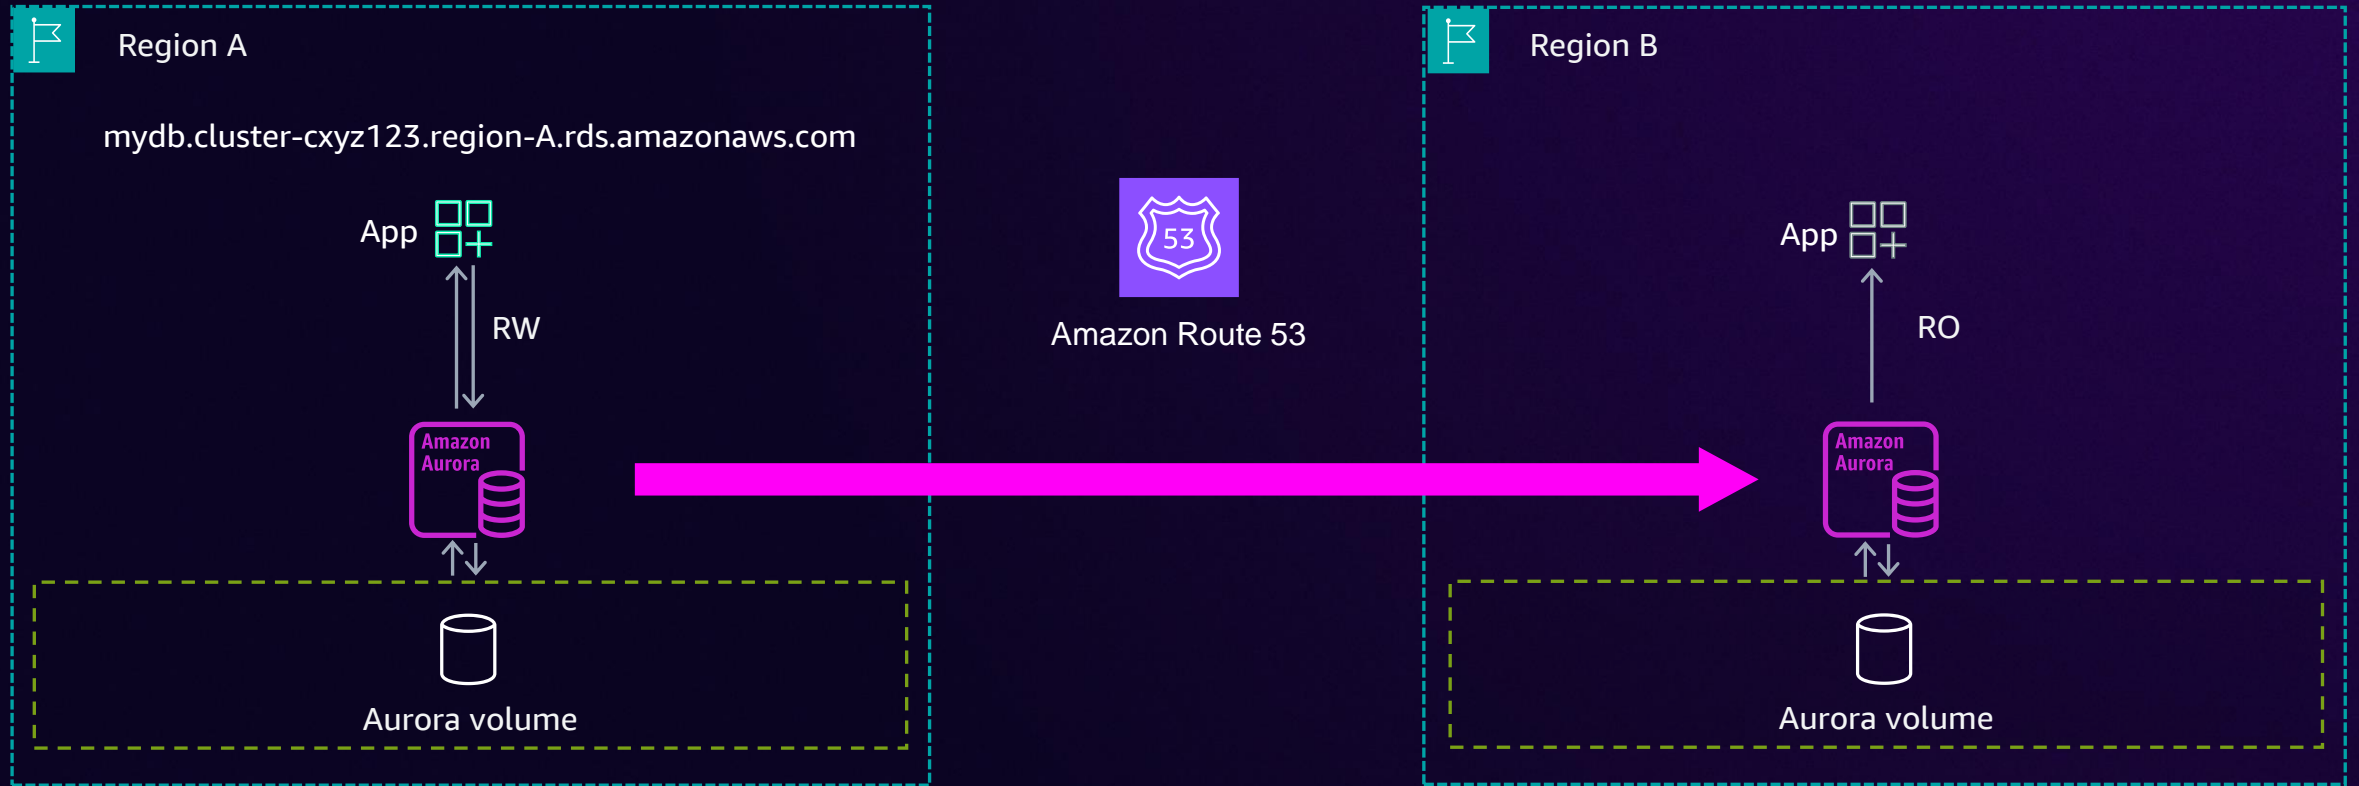 Region A
mydb.cluster-cxyz123.region-A.rds.amazonaws.com
App
RW
Amazon
Aurora
Aurora volume
53
Amazon Route 53
Region B
App
RO
Amazon
Aurora
Aurora volume